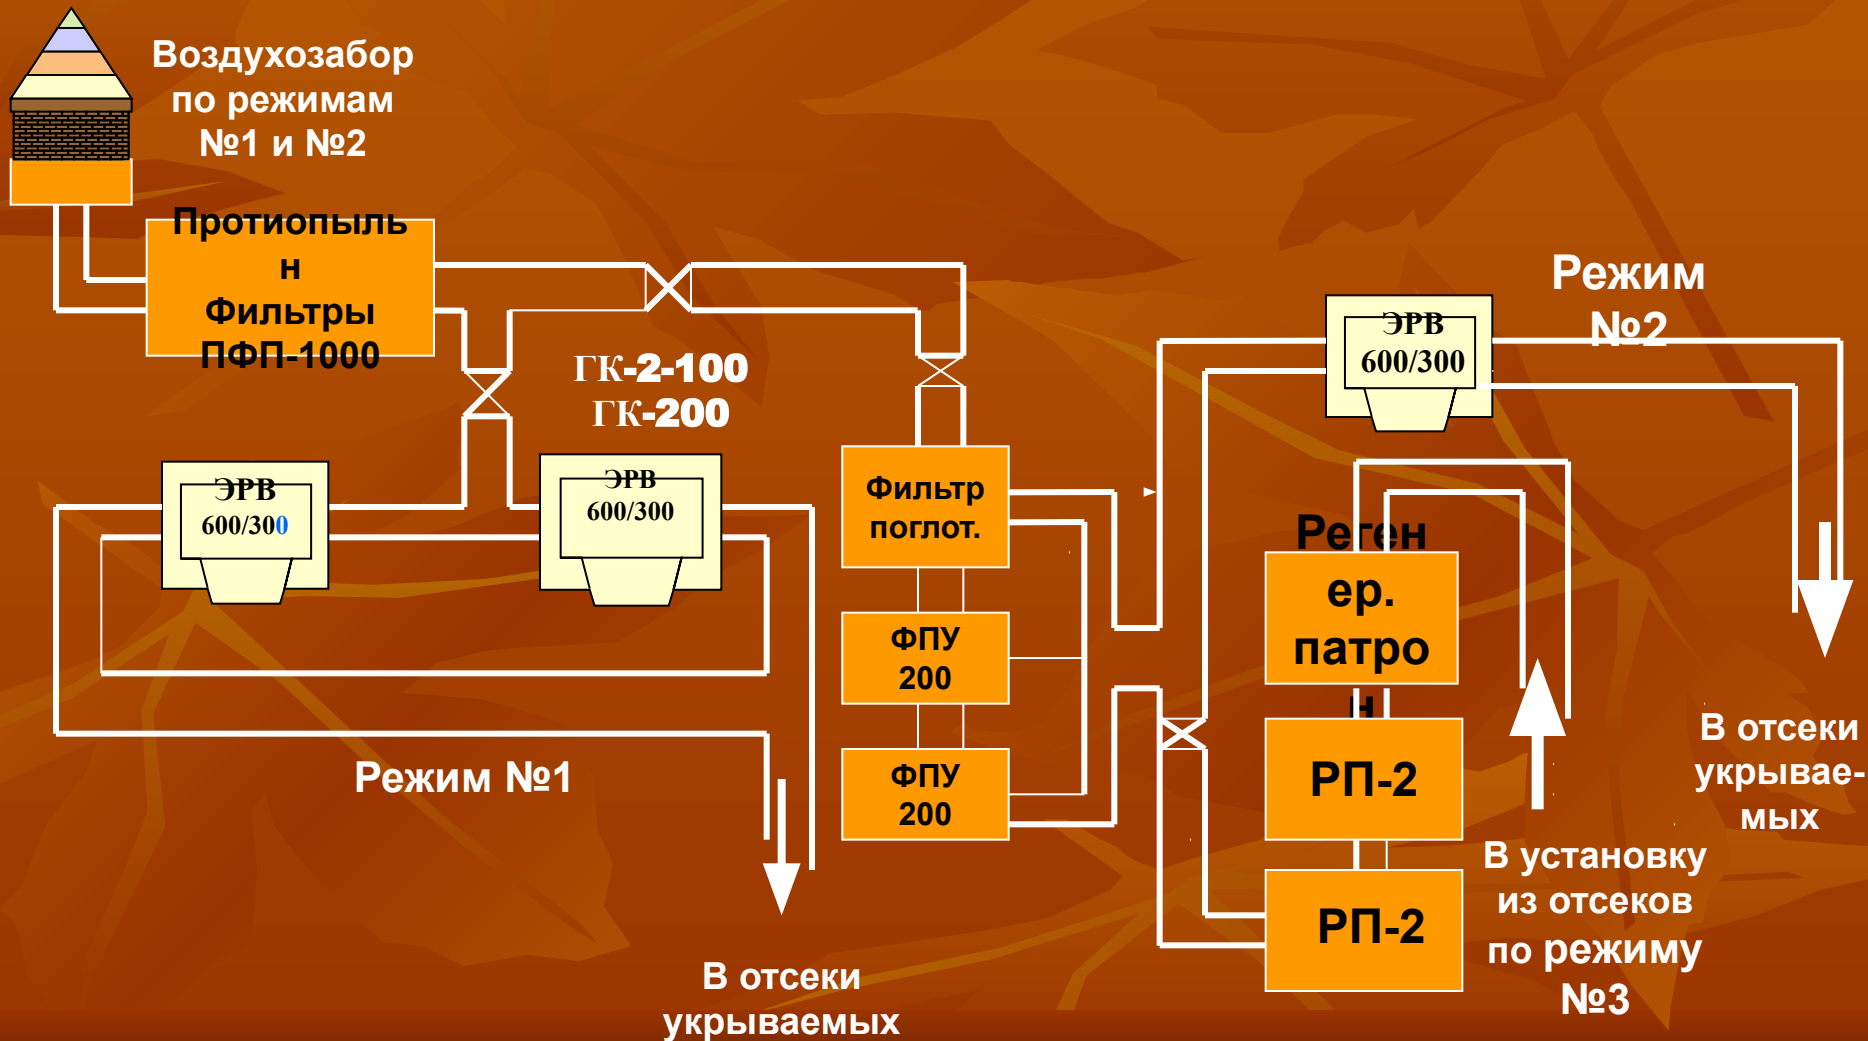 Воздухозабор
по режимам
№1 и №2
Протиопыль
н
Фильтры
ПФП-1000
ГК-2-100
ГК-200
ЭРВ
600/300
ЭРВ
600/300
Режим №1
В отсеки
укрываемых
Фильтр
поглот.
ФПУ
200
ФПУ
200
Режим
№2
ЭРВ
600/300
Реген
ер.
патро
н
РП-2
РП-2
В отсеки
укрывае-
мых
В установку
из отсеков
по режиму
№3